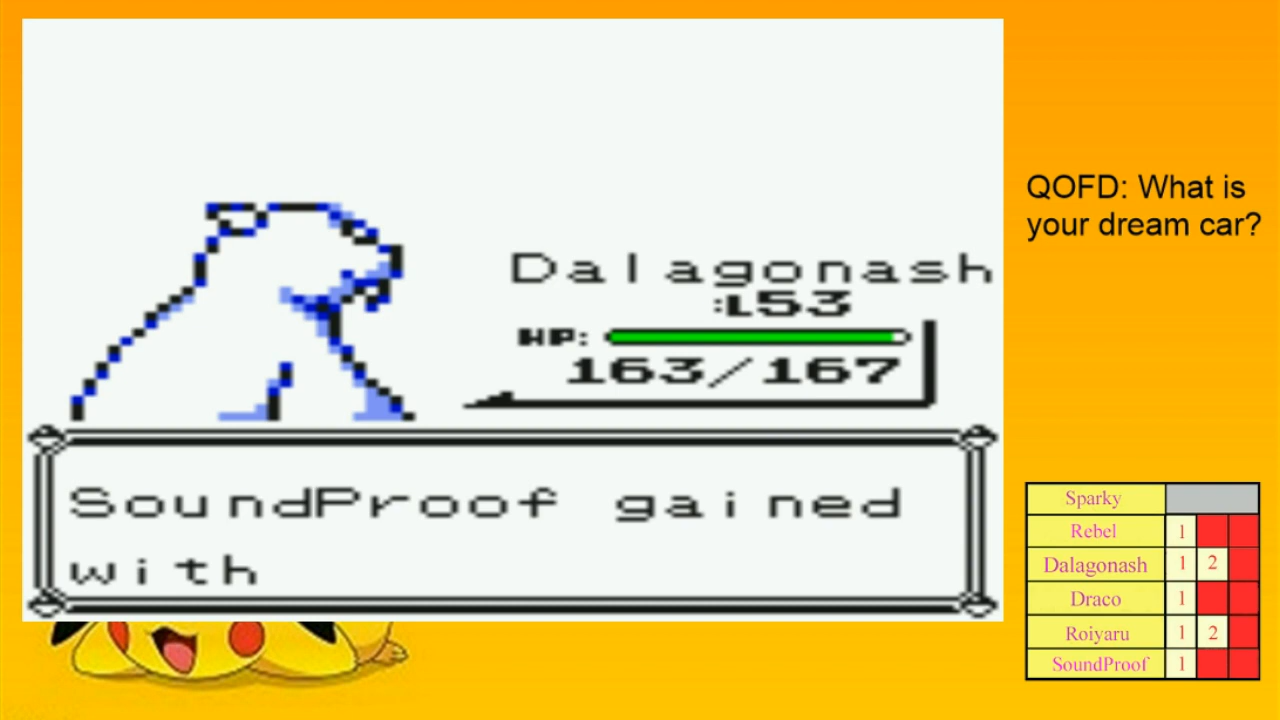 QOFD: What is
your dream car?
Dalagonash
:L53
HP:
163/167
SoundProof gained
with
Sparky
Rebel 1
Dalagonash 1 2
Draco 1
Roiyaru 1 2
SoundProof 1